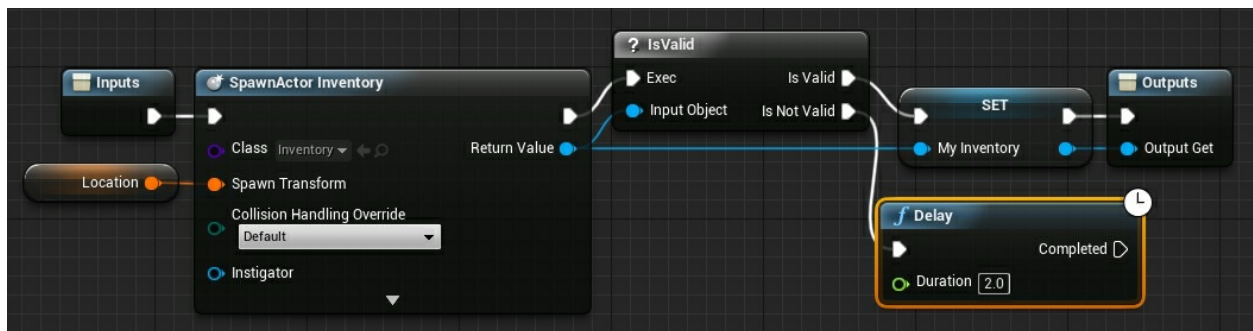 Inputs
Location
SpawnActor Inventory
Class Inventory
Return Value
Spawn Transform
Collision Handling Override
Default
Instigator
? IsValid
Exec Is Valid
Input Object Is Not Valid
SET
My Inventory
Outputs
Output Get
f Delay
Completed
Duration 2.0